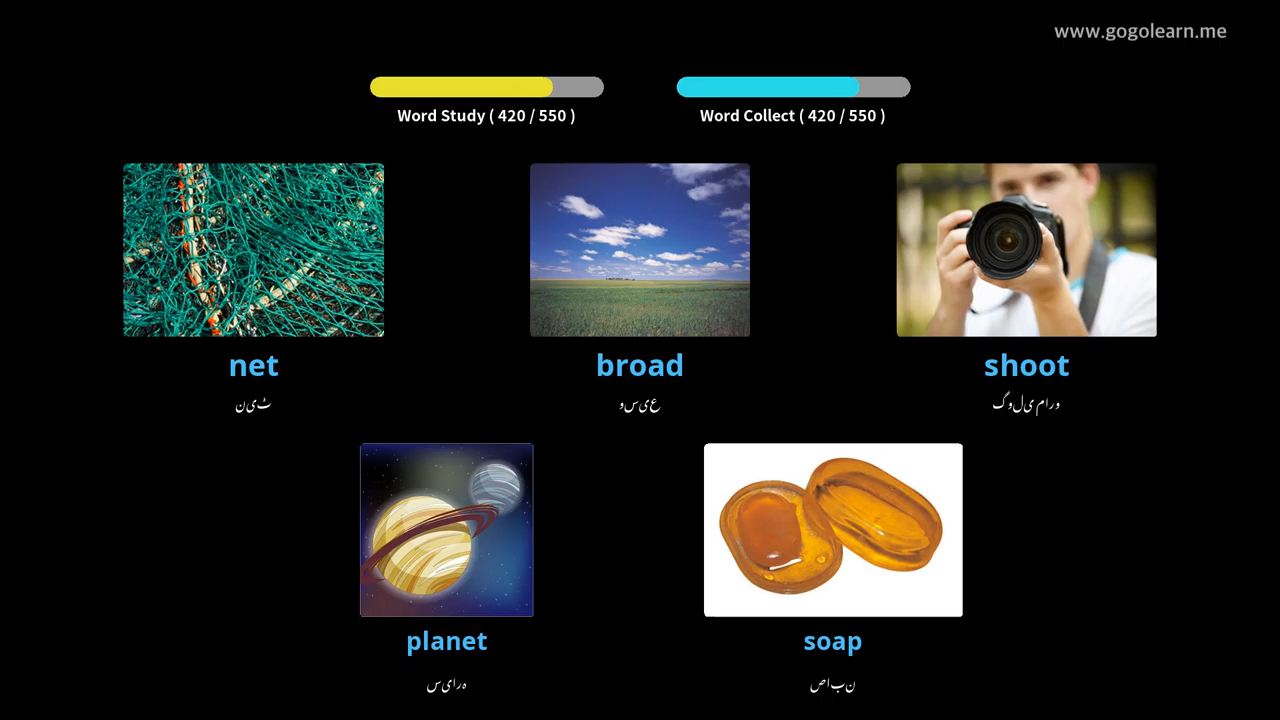 www.gogolearn.me
Word Study ( 420 / 550 )
Word Collect ( 420 / 550 )
net
broad
shoot
نیٹ
وسیع
گولی مارو
planet
soap
سیارہ
صابن